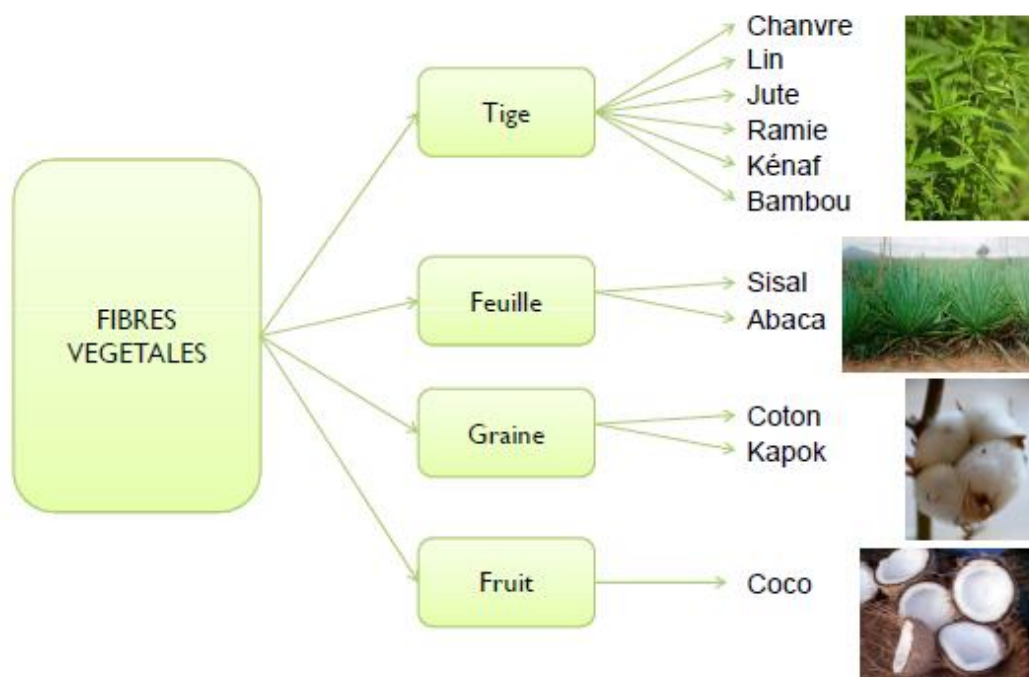 FIBRES
VEGETALES
Tige
Chanvre
Lin
Jute
Ramie
Kénaf
Bambou
Feuille
Sisal
Abaca
Graine
Coton
Kapok
Fruit
Coco